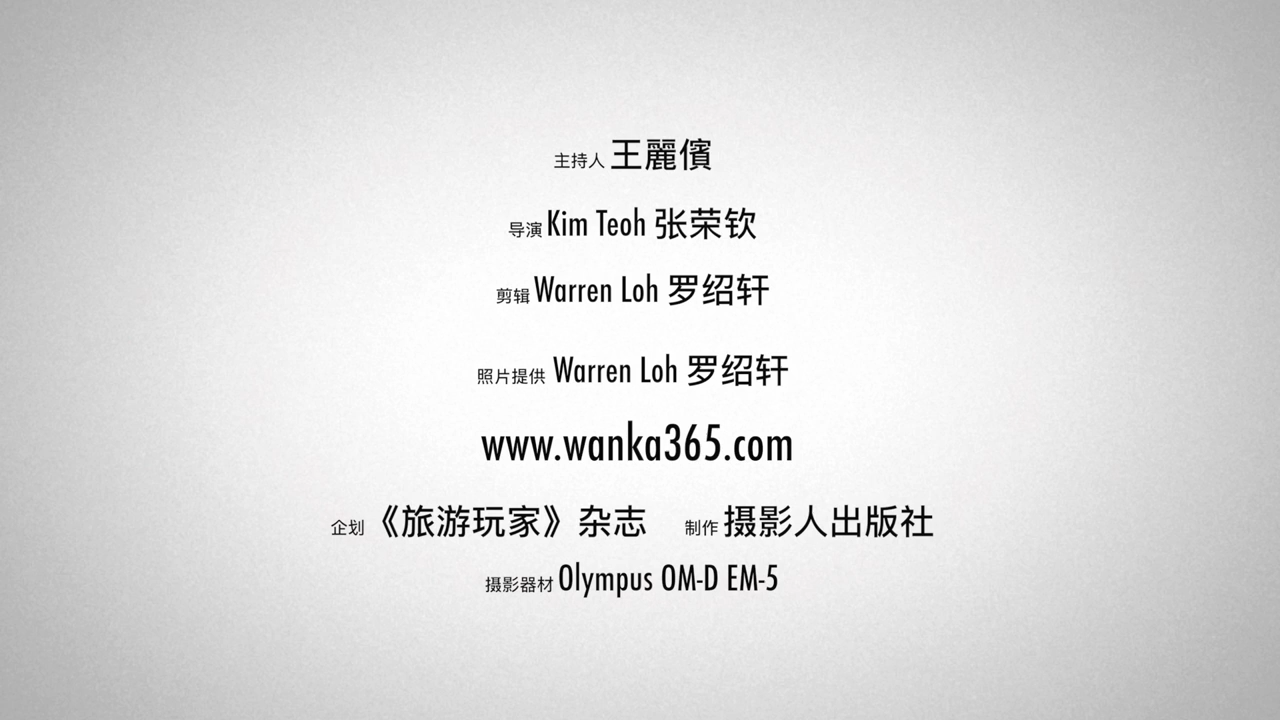 主持人 王麗儐
导演 Kim Teoh 张荣钦
剪辑 Warren Loh 罗绍轩
照片提供 Warren Loh 罗绍轩
www.wanka365.com
企划 《旅游玩家》杂志 制作 摄影人出版社
摄影器材 Olympus OM-D EM-5